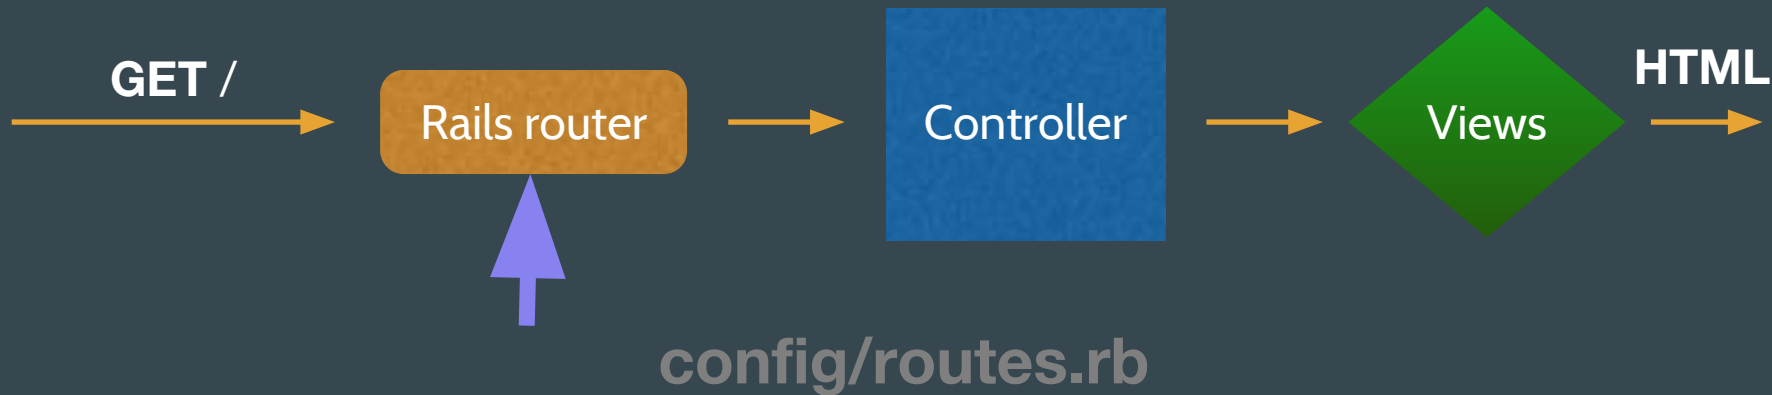 GET /
Rails router
Controller
Views
HTML
config/routes.rb